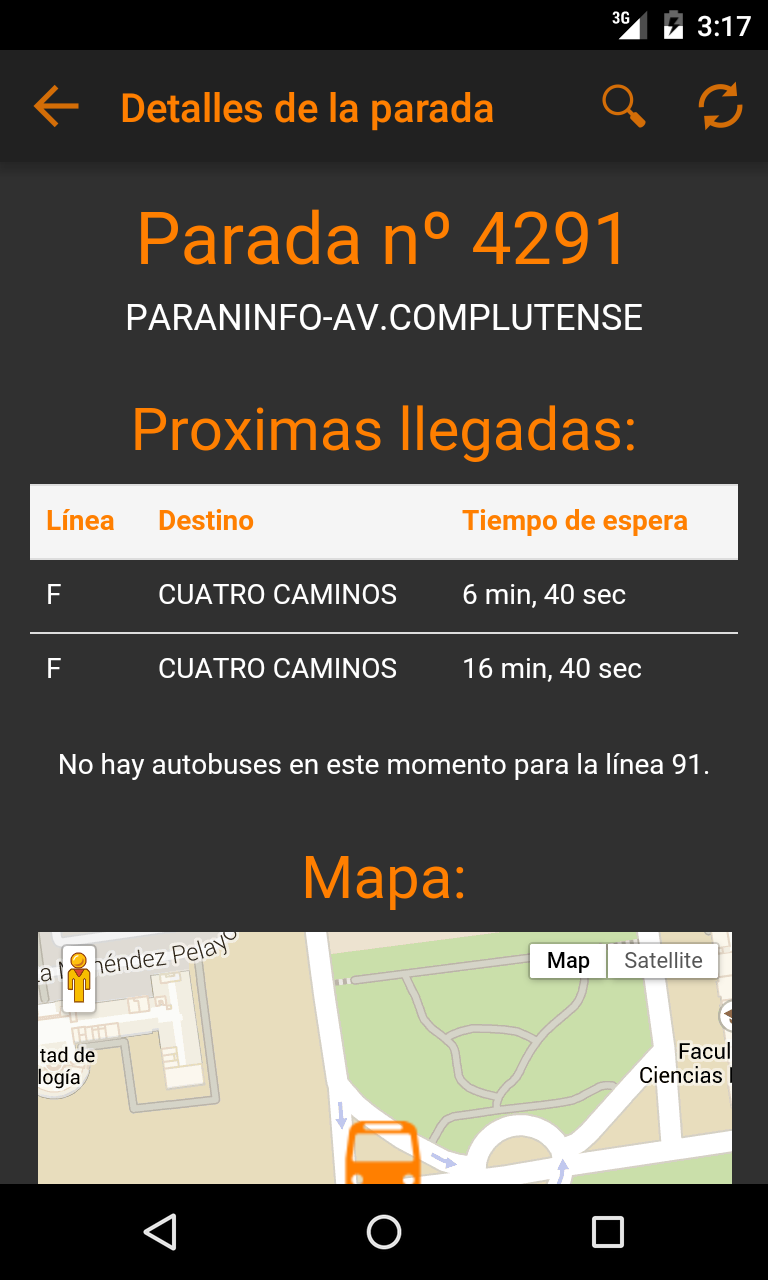 3G 3:17
Detalles de la parada
Parada nº 4291
PARANINFO-AV.COMPLUTENSE
Proximas llegadas:
Línea Destino Tiempo de espera
F CUATRO CAMINOS 6 min, 40 sec
F CUATRO CAMINOS 16 min, 40 sec
No hay autobuses en este momento para la línea 91.
Mapa:
Map Satellite
néndez Pelayo
tad de
logía
Facul
Ciencias